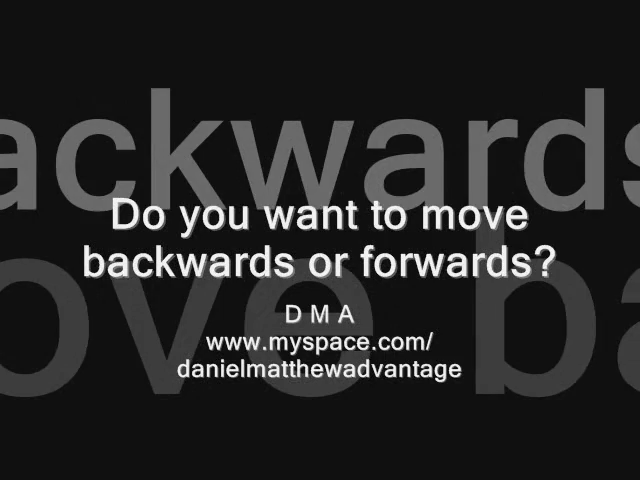 ackwards
Do you want to move
backwards or forwards?
ove ba
D M A
www.myspace.com/
danielmatthewadvantage